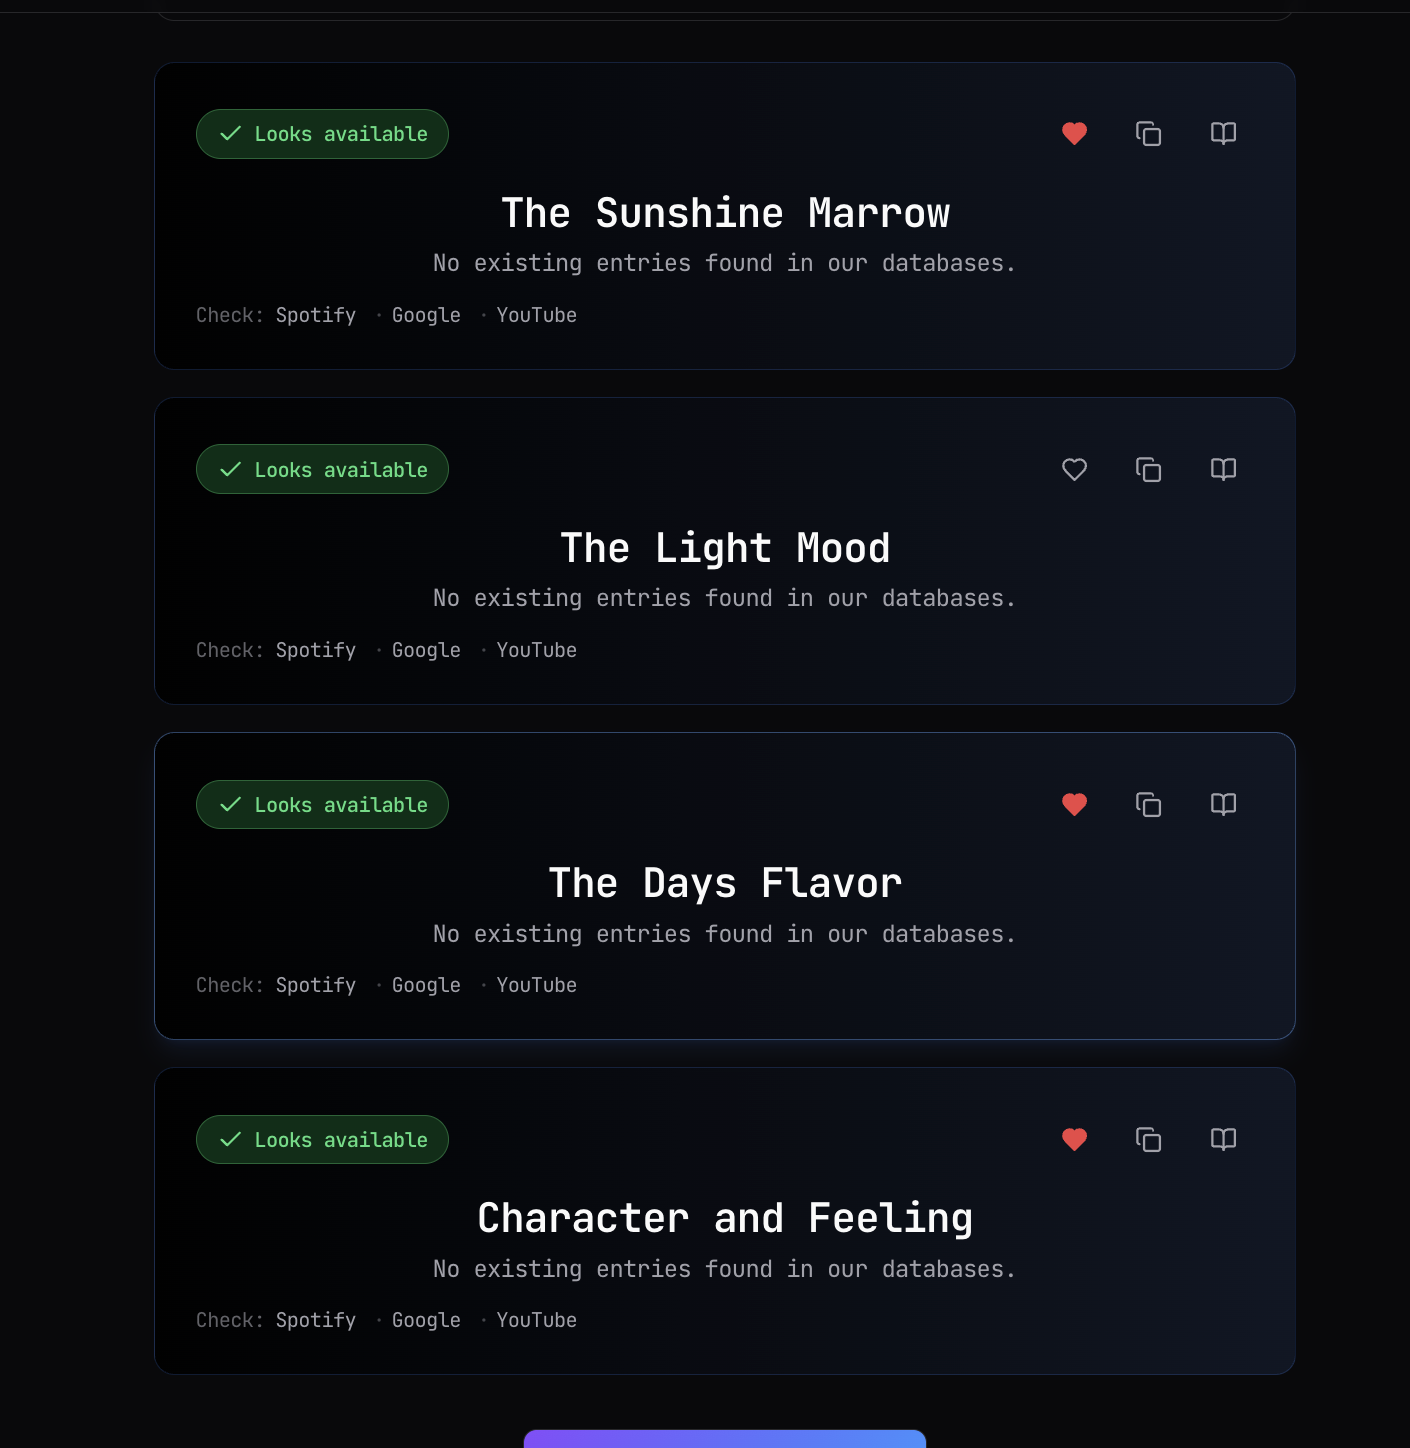 Looks available
The Sunshine Marrow
No existing entries found in our databases.
Check: Spotify · Google · YouTube
Looks available
The Light Mood
No existing entries found in our databases.
Check: Spotify · Google · YouTube
Looks available
The Days Flavor
No existing entries found in our databases.
Check: Spotify · Google · YouTube
Looks available
Character and Feeling
No existing entries found in our databases.
Check: Spotify · Google · YouTube